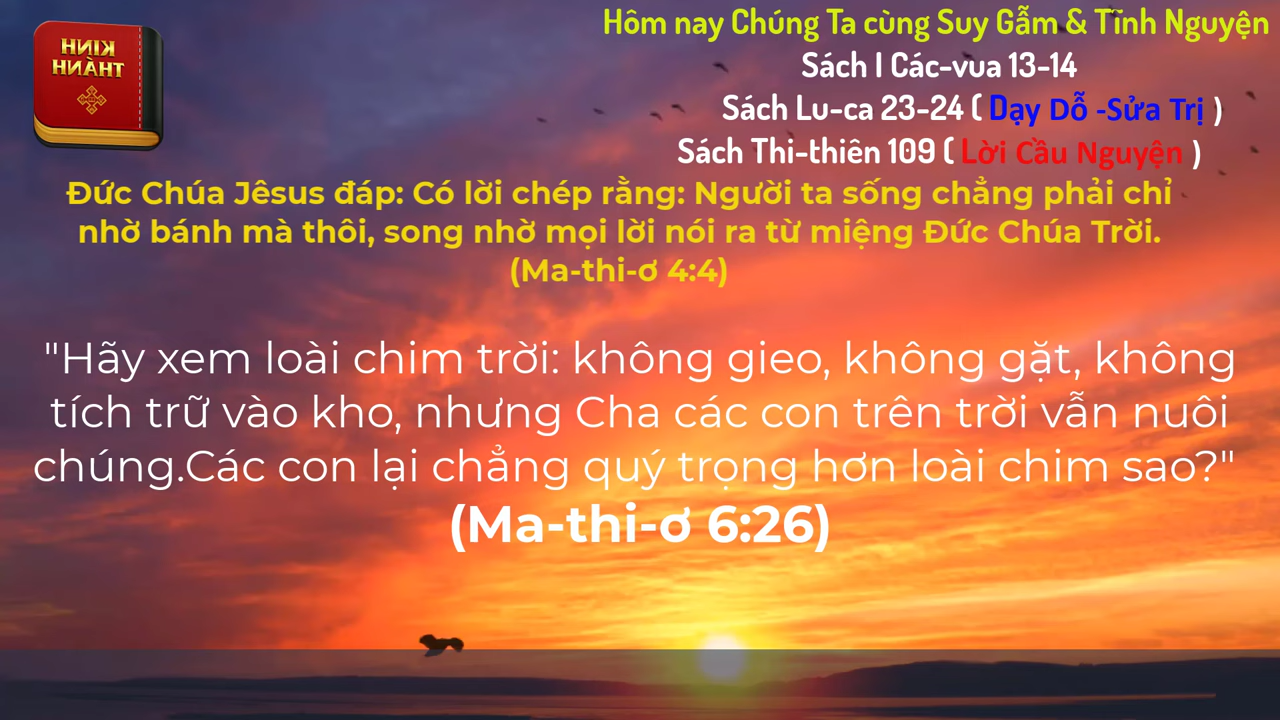 KINH
THÀNH
Hôm nay Chúng Ta cùng Suy Gẫm & Tĩnh Nguyện
Sách I Các-vua 13-14
Sách Lu-ca 23-24 ( Dạy Dỗ -Sửa Trị )
Sách Thi-thiên 109 ( Lời Cầu Nguyện )
Đức Chúa Jêsus đáp: Có lời chép rằng: Người ta sống chẳng phải chỉ
nhờ bánh mà thôi, song nhờ mọi lời nói ra từ miệng Đức Chúa Trời.
(Ma-thi-ơ 4:4)
"Hãy xem loài chim trời: không gieo, không gặt, không
tích trữ vào kho, nhưng Cha các con trên trời vẫn nuôi
chúng.Các con lại chẳng quý trọng hơn loài chim sao?"
(Ma-thi-ơ 6:26)